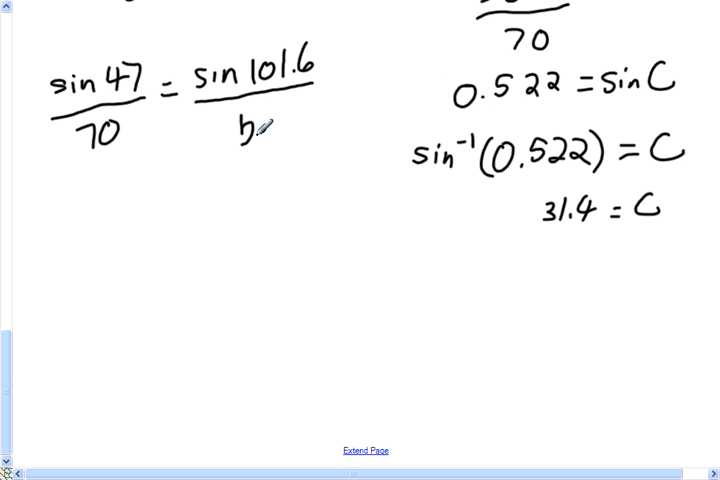 sin 47 / 70 = sin 101.6 / b
70
0.522 = sin C
sin⁻¹(0.522) = C
31.4 = C
Extend Page